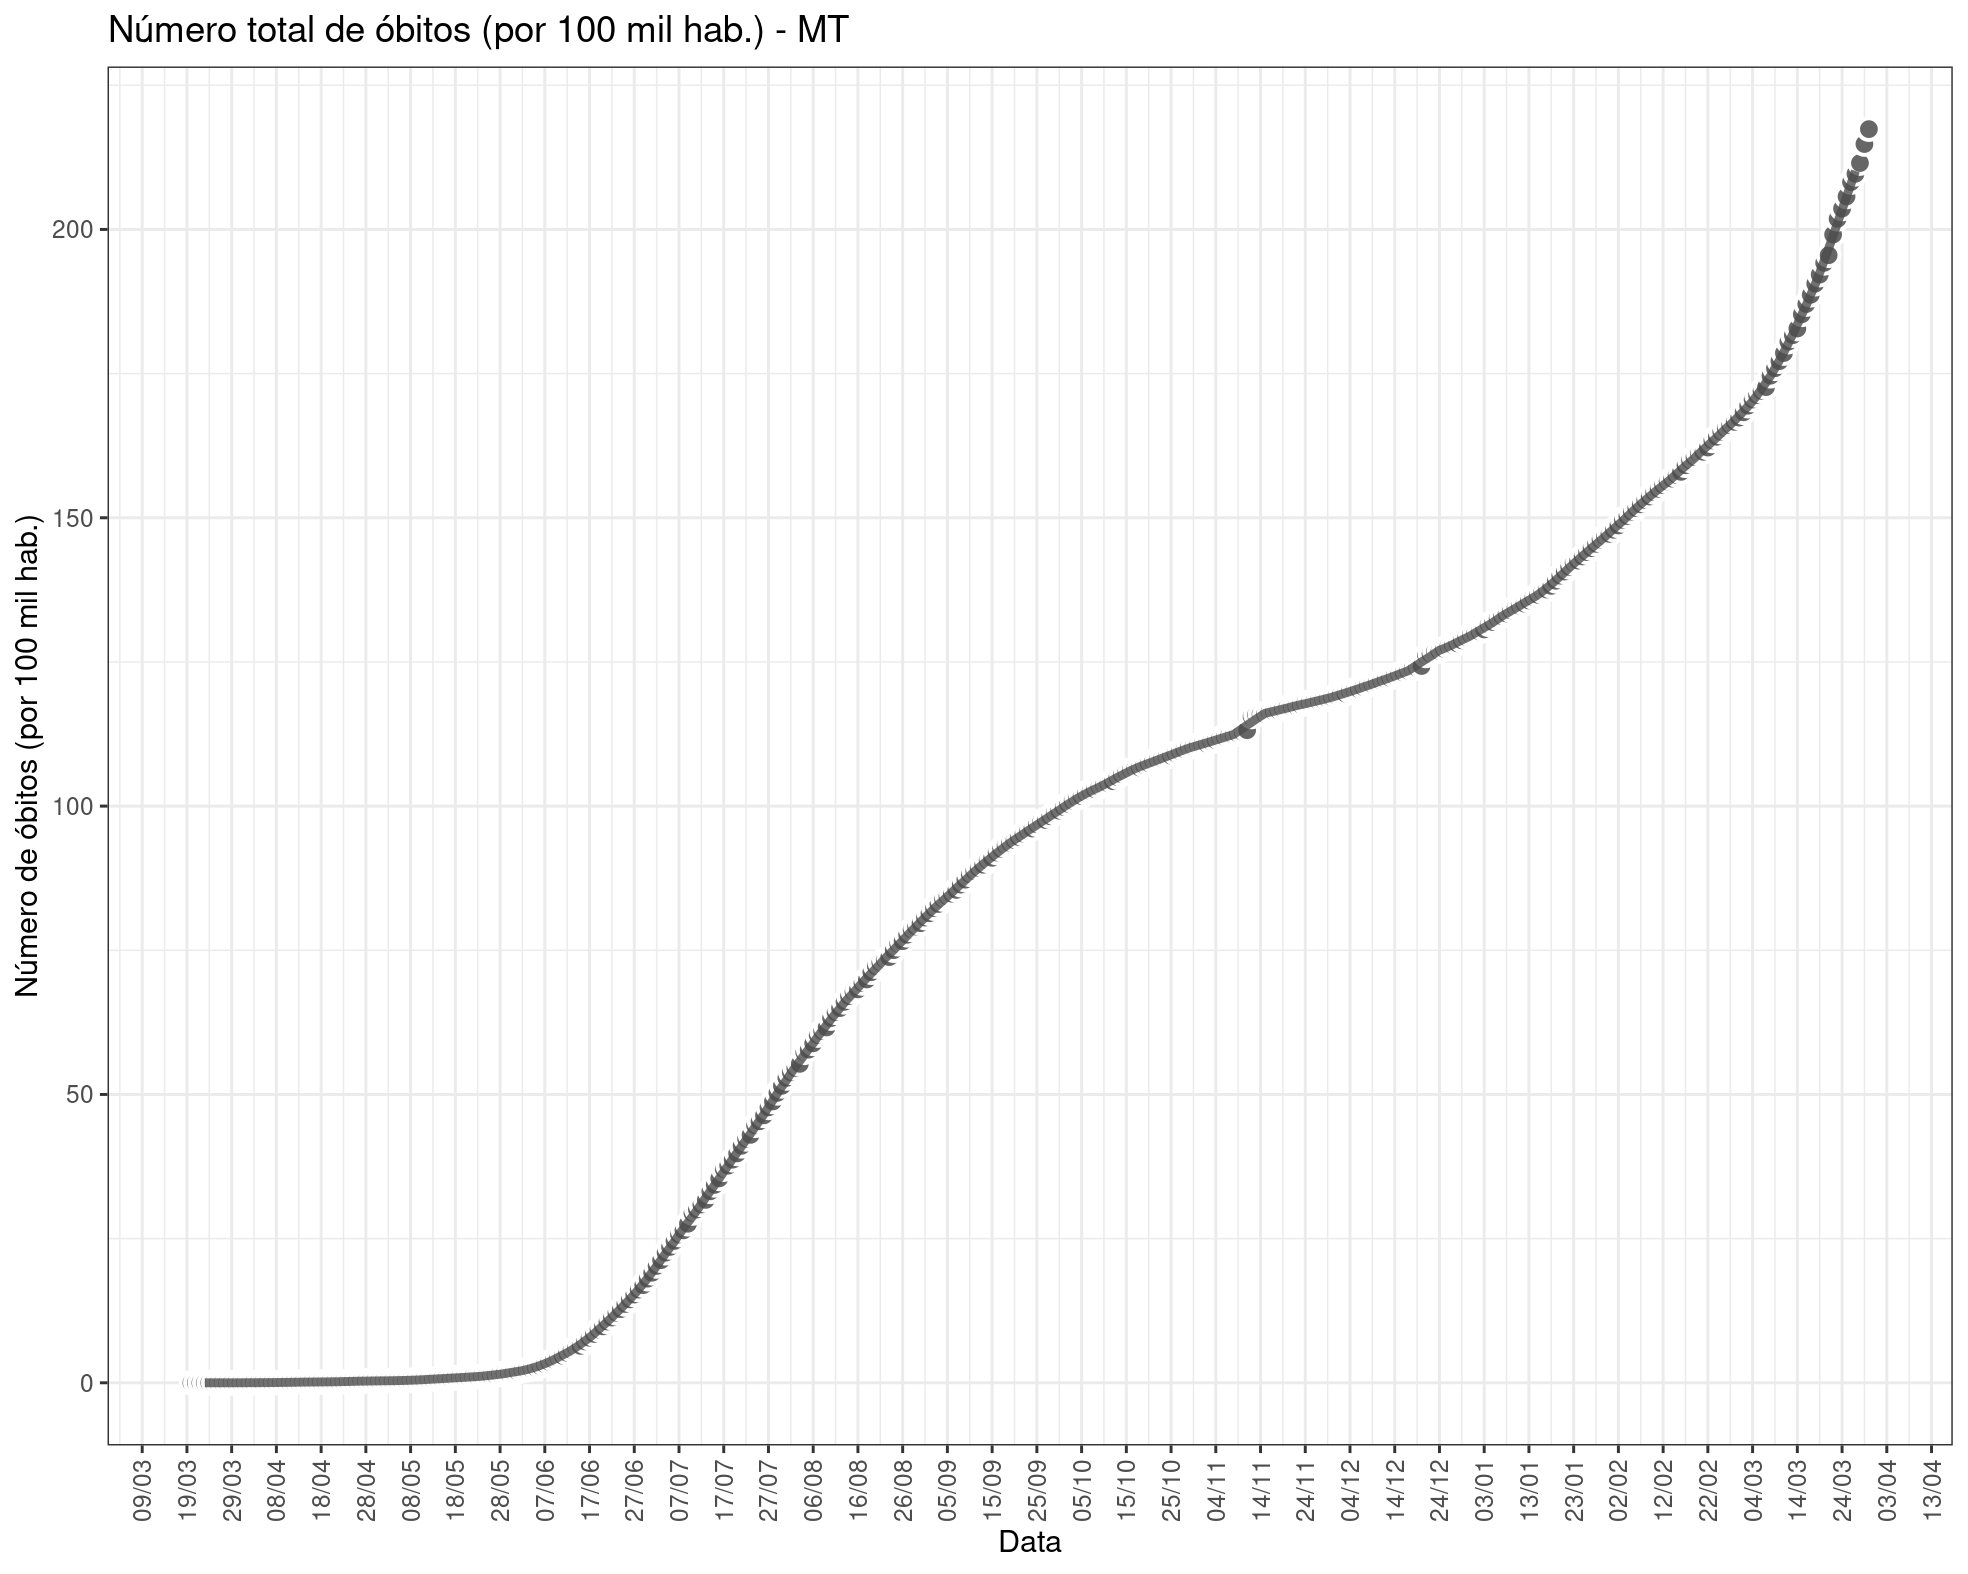 Número total de óbitos (por 100 mil hab.) - MT
Número de óbitos (por 100 mil hab.)
200
150
100
50
0
09/03 19/03 29/03 08/04 18/04 28/04 08/05 18/05 28/05 07/06 17/06 27/06 07/07 17/07 27/07 06/08 16/08 26/08 05/09 15/09 25/09 05/10 15/10 25/10 04/11 14/11 24/11 04/12 14/12 24/12 03/01 13/01 23/01 02/02 12/02 22/02 04/03 14/03 24/03 03/04 13/04
Data